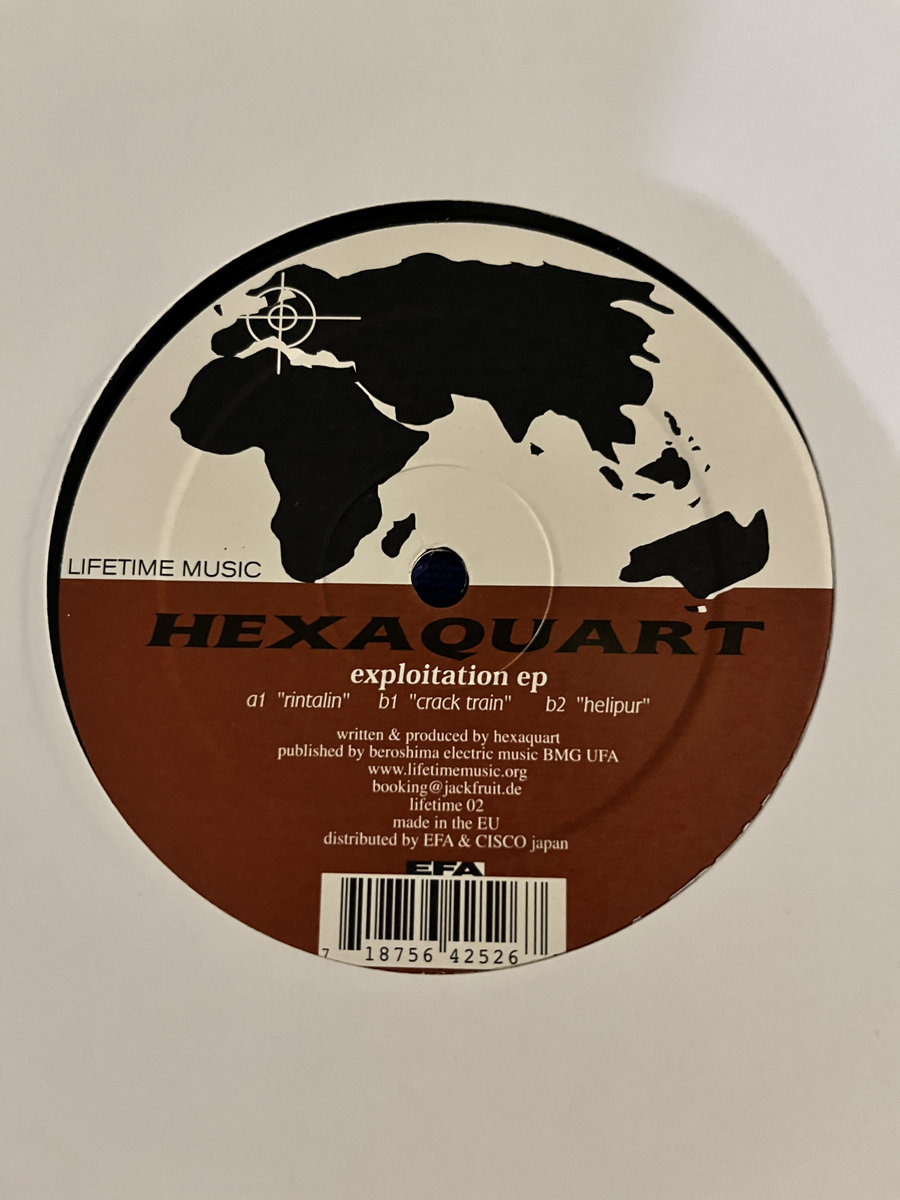 LIFETIME MUSIC
HEXAQUART
exploitation ep
a1 "rintalin" b1 "crack train" b2 "helipur"
written & produced by hexaquart
published by beroshima electric music BMG UFA
www.lifetimemusic.org
booking@jackfruit.de
lifetime 02
made in the EU
distributed by EFA & CISCO japan
EFA
7 18756 42526